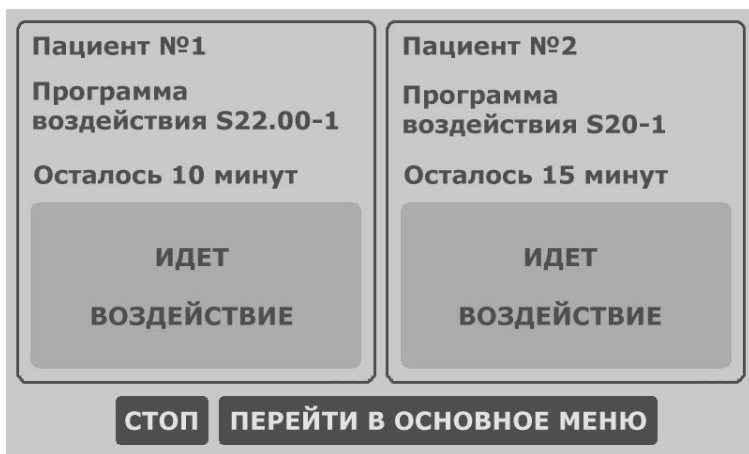 Пациент №1
Программа
воздействия S22.00-1
Осталось 10 минут
ИДЕТ
ВОЗДЕЙСТВИЕ
Пациент №2
Программа
воздействия S20-1
Осталось 15 минут
ИДЕТ
ВОЗДЕЙСТВИЕ
СТОП
ПЕРЕЙТИ В ОСНОВНОЕ МЕНЮ